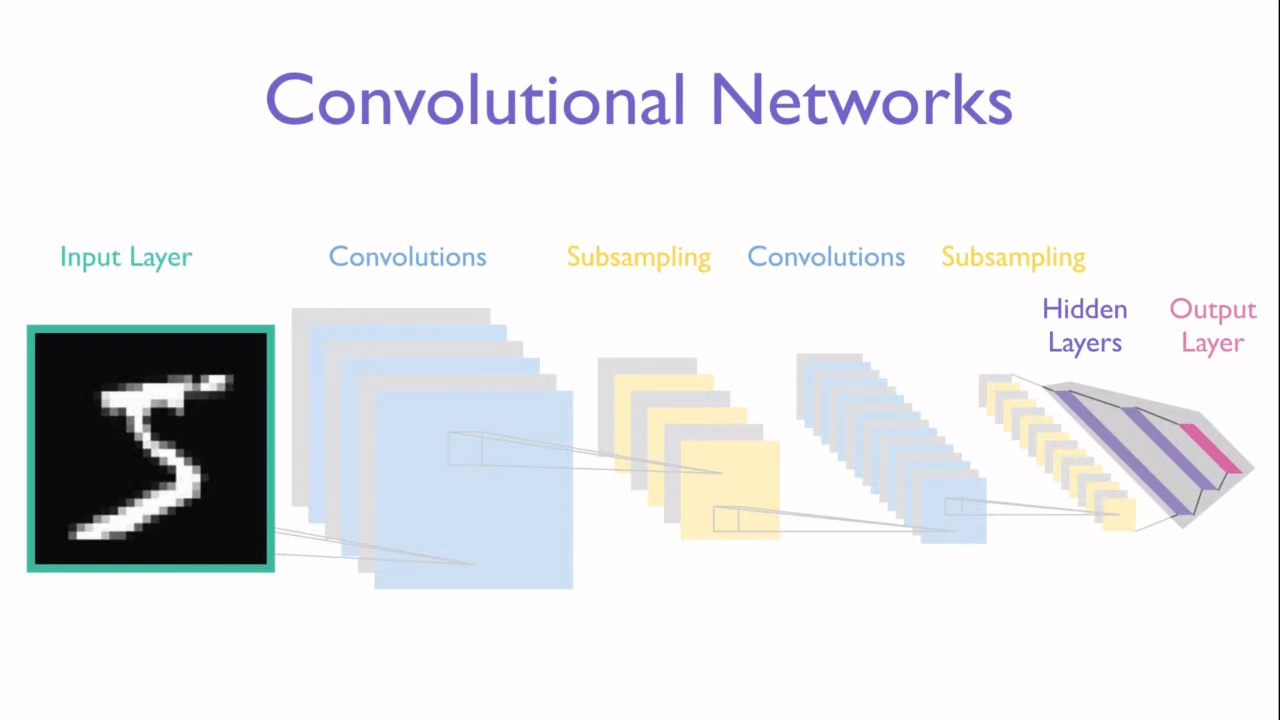 Convolutional Networks
Input Layer
Convolutions
Subsampling
Convolutions
Subsampling
Hidden
Layers
Output
Layer